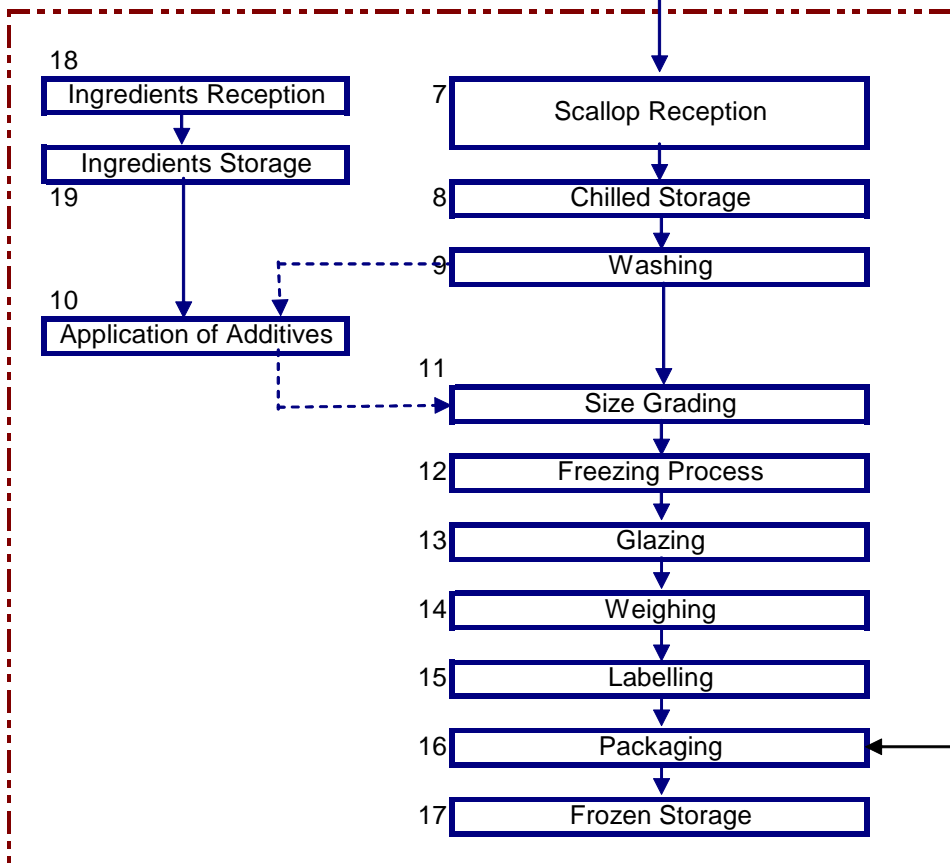 18
Ingredients Reception
Ingredients Storage
19
10
Application of Additives
7
Scallop Reception
8
Chilled Storage
9
Washing
11
Size Grading
12
Freezing Process
13
Glazing
14
Weighing
15
Labelling
16
Packaging
17
Frozen Storage